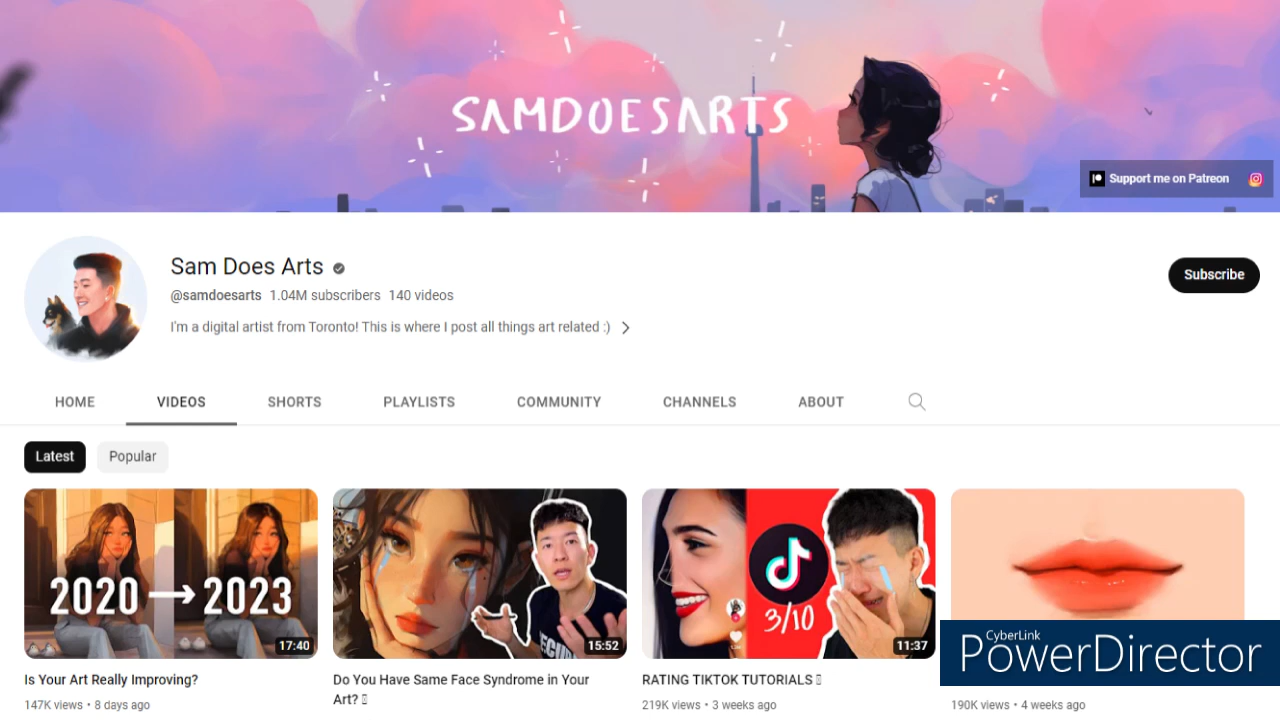 SAMDOESARTS
Support me on Patreon
Sam Does Arts
@samdoesarts 1.04M subscribers 140 videos
I'm a digital artist from Toronto! This is where I post all things art related :)
Subscribe
HOME VIDEOS SHORTS PLAYLISTS COMMUNITY CHANNELS ABOUT
Latest Popular
2020 → 2023
17:40
15:52
3/10
11:37
CyberLink
PowerDirector
Is Your Art Really Improving?
147K views • 8 days ago
Do You Have Same Face Syndrome in Your
Art?
RATING TIKTOK TUTORIALS
219K views • 3 weeks ago
190K views • 4 weeks ago